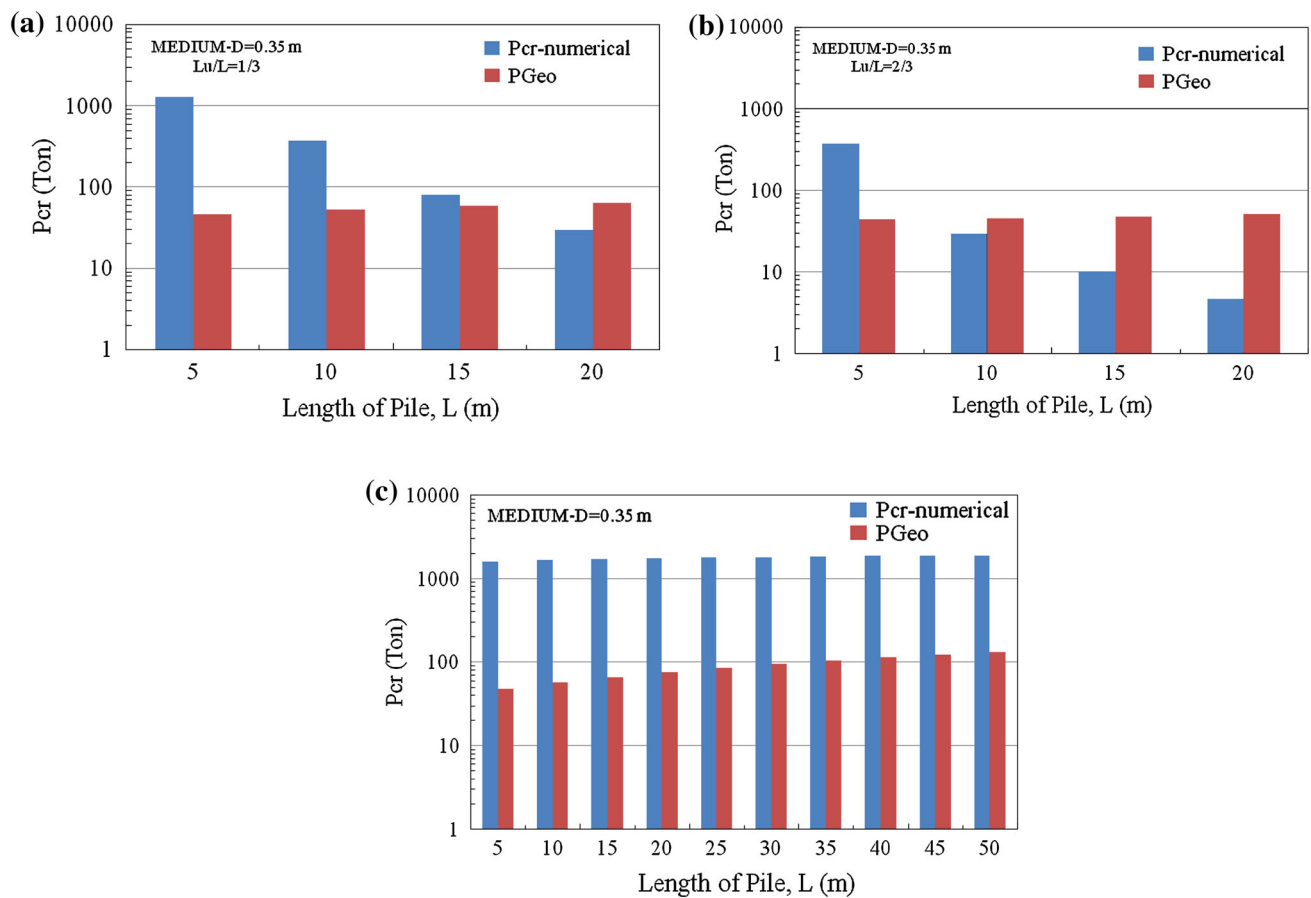 (a)
MEDIUM-D=0.35 m
Lu/L=1/3
Pcr-numerical
PGeo
Pcr (Ton)
10000
1000
100
10
1
5 10 15 20
Length of Pile, L (m)
(b)
MEDIUM-D=0.35 m
Lu/L=2/3
Pcr-numerical
PGeo
Pcr (Ton)
10000
1000
100
10
1
5 10 15 20
Length of Pile, L (m)
(c)
MEDIUM-D=0.35 m
Pcr-numerical
PGeo
Pcr (Ton)
10000
1000
100
10
1
5 10 15 20 25 30 35 40 45 50
Length of Pile, L (m)